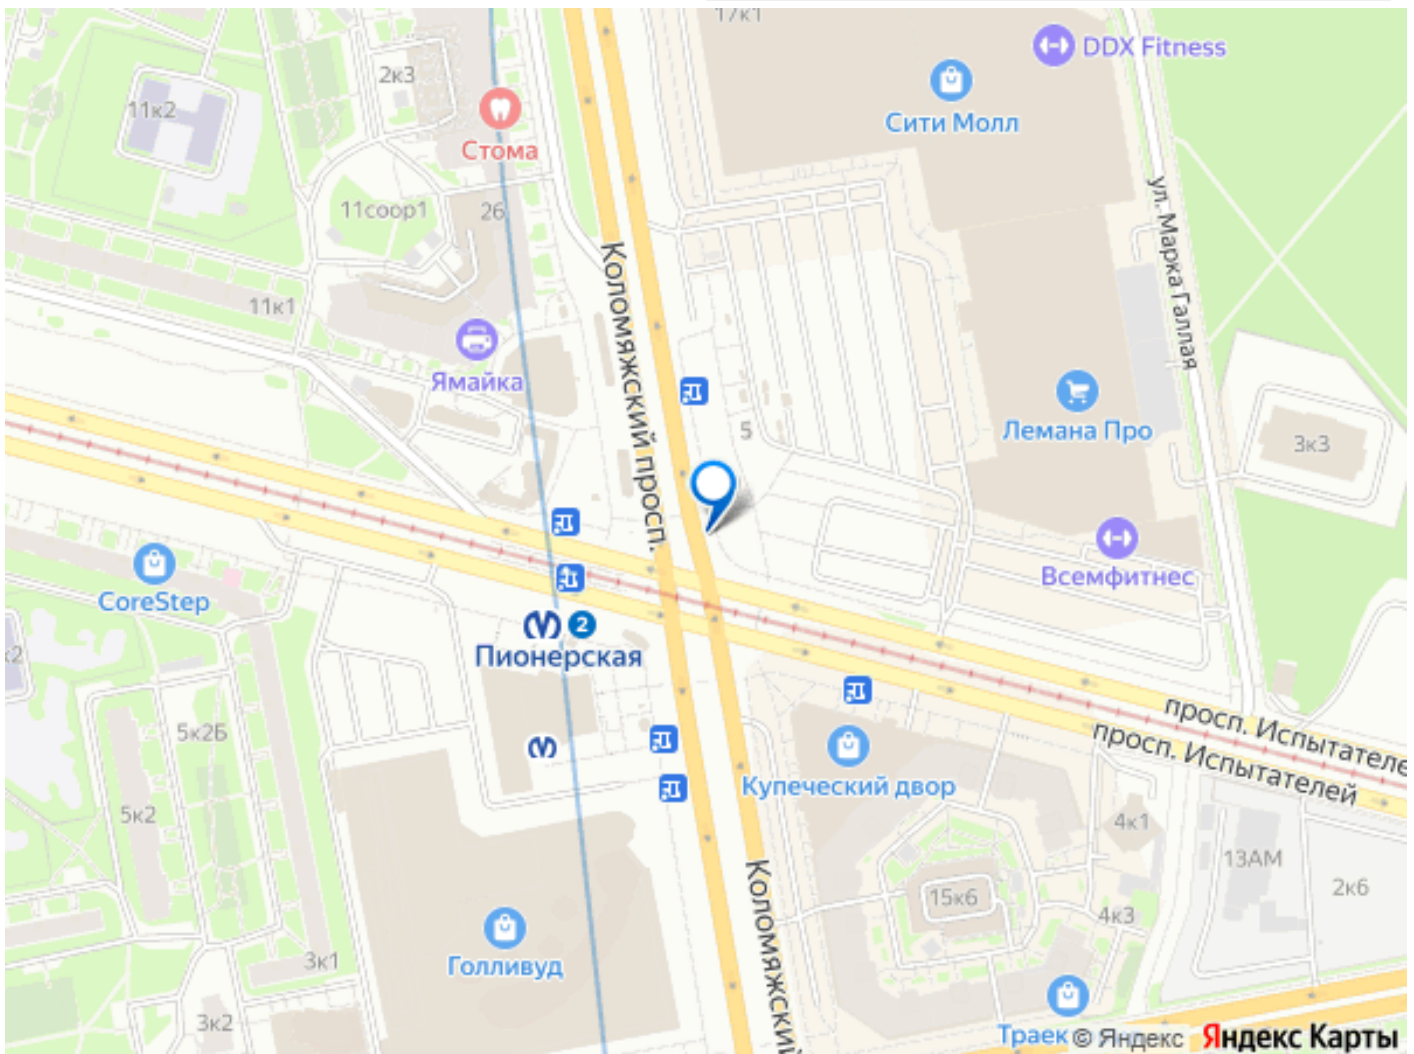 17к1
DDX Fitness
2к3
11к2
Сити Молл
Стома
ул. Марка Галлая
11соор1
26
Коломяжский просп.
11к1
Ямайка
Лемана Про
5
3к3
CoreStep
Всемфитнес
2
Пионерская
к2
просп. Испытателе
5к2Б
просп. Испытателей
Купеческий двор
5к2
4к1
13АМ
2к6
Коломяжский
15к6
4к3
Голливуд
3к1
3к2
Траек
© Яндекс
Яндекс Карты